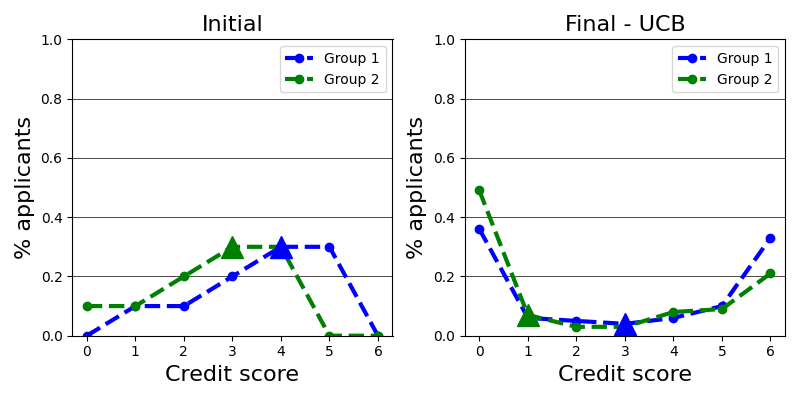 Initial
Final - UCB
% applicants
1.0
0.8
0.6
0.4
0.2
0.0
Group 1
Group 2
0 1 2 3 4 5 6
Credit score
% applicants
1.0
0.8
0.6
0.4
0.2
0.0
Group 1
Group 2
0 1 2 3 4 5 6
Credit score